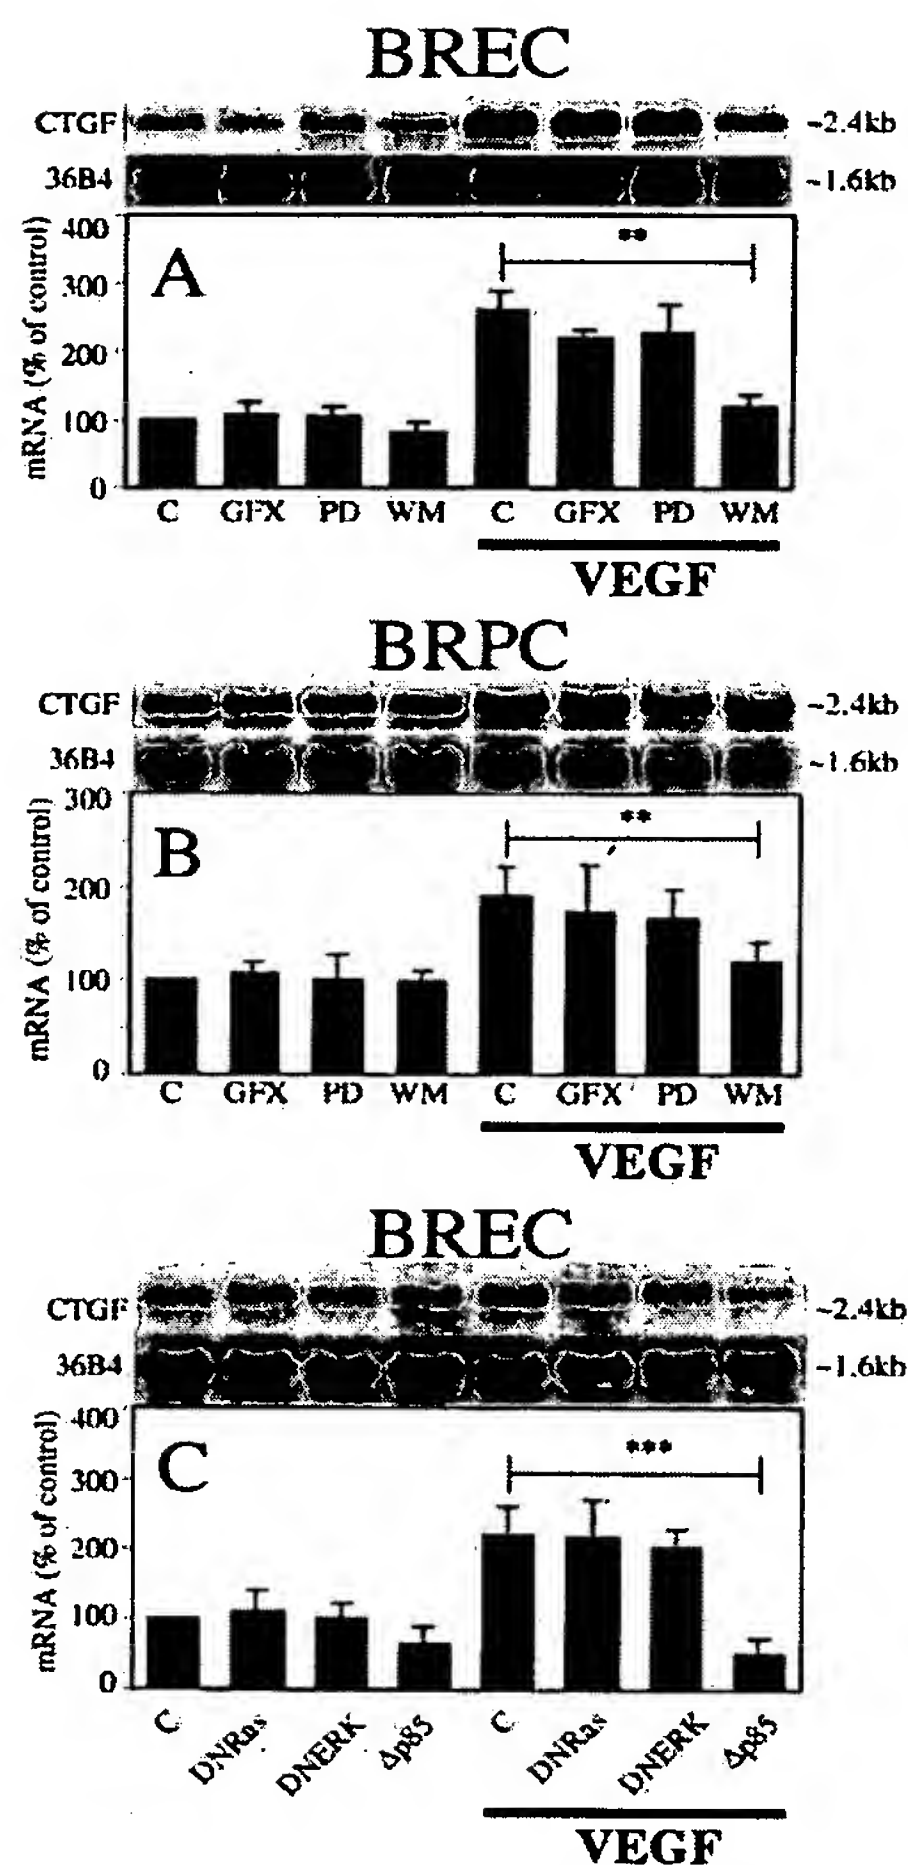 BREC
CTGF ~2.4kb
36B4 ~1.6kb
400
A **
300
200
100
0
mRNA (% of control)
C GFX PD WM C GFX PD WM
VEGF
BRPC
CTGF ~2.4kb
36B4 ~1.6kb
300
B **
200
100
0
mRNA (% of control)
C GFX PD WM C GFX PD WM
VEGF
BREC
CTGF ~2.4kb
36B4 ~1.6kb
400
C ***
300
200
100
0
mRNA (% of control)
C DNRas DNERK Δp85 C DNRas DNERK Δp85
VEGF